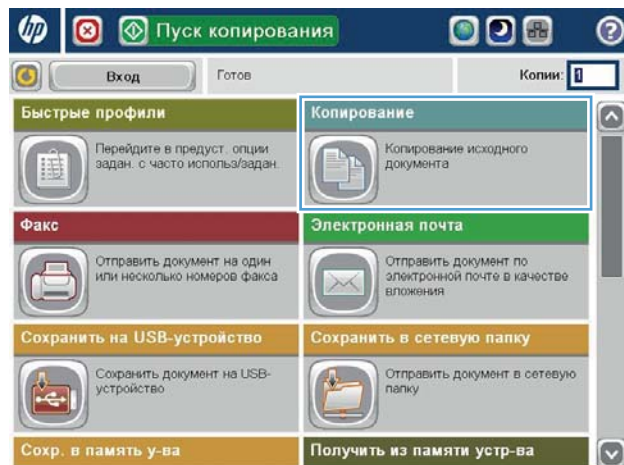 hp
Пуск копирования
?
Вход
Готов
Копии: 1
Быстрые профили
Перейдите в предуст. опции
задан. с часто использ/задан.
Копирование
Копирование исходного
документа
Факс
Отправить документ на один
или несколько номеров факса
Электронная почта
Отправить документ по
электронной почте в качестве
вложения
Сохранить на USB-устройство
Сохранить документ на USB-
устройство
Сохранить в сетевую папку
Отправить документ в сетевую
папку
Сохр. в память у-ва
Получить из памяти устр-ва